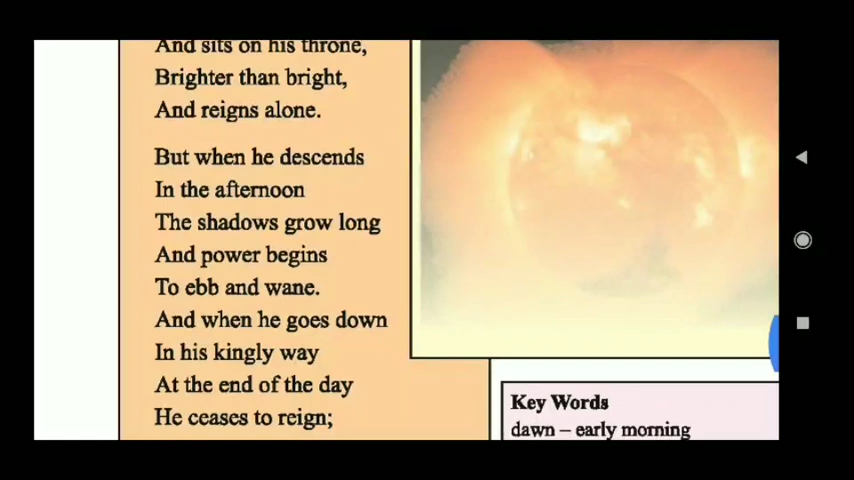 And sits on his throne,
Brighter than bright,
And reigns alone.
But when he descends
In the afternoon
The shadows grow long
And power begins
To ebb and wane.
And when he goes down
In his kingly way
At the end of the day
He ceases to reign;
Key Words
dawn – early morning